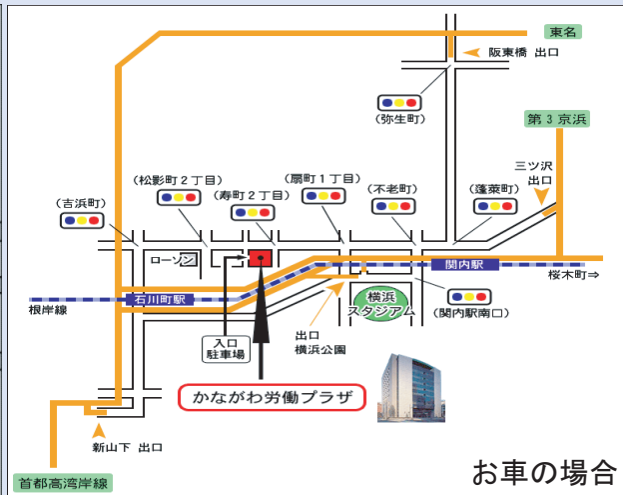 東名
阪東橋 出口
(弥生町)
第3京浜
三ツ沢
出口
(松影町2丁目)
(扇町1丁目)
(寿町2丁目)
(不老町)
(蓬莱町)
(吉浜町)
ローソン
関内駅
桜木町⇒
石川町駅
根岸線
横浜
スタジアム
(関内駅南口)
入口
駐車場
出口
横浜公園
かながわ労働プラザ
新山下 出口
首都高湾岸線
お車の場合